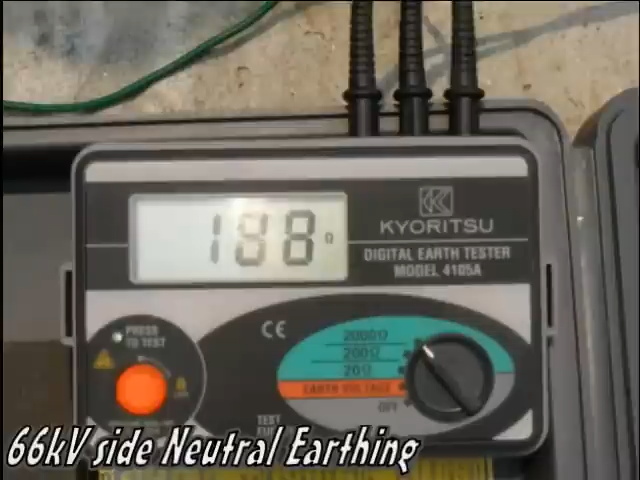 188 Ω
KYORITSU
DIGITAL EARTH TESTER
MODEL 4105A
PRESS
TO TEST
CE
2000Ω
200Ω
20Ω
EARTH VOLTAGE
OFF
TEST
66kV side Neutral Earthing